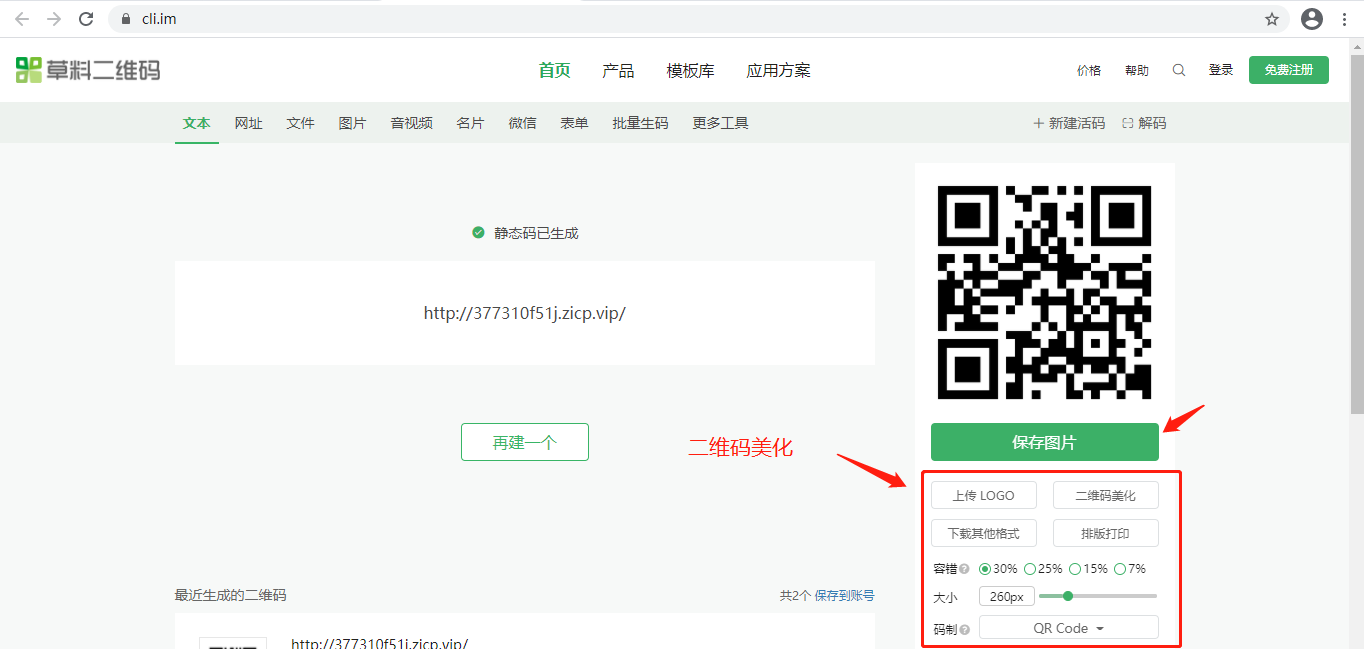 cli.im
草料二维码
首页 产品 模板库 应用方案
价格 帮助 登录 免费注册
文本 网址 文件 图片 音视频 名片 微信 表单 批量生码 更多工具
+ 新建活码 解码
静态码已生成
http://377310f51j.zicp.vip/
再建一个
二维码美化
保存图片
上传 LOGO 二维码美化
下载其他格式 排版打印
容错 30% 25% 15% 7%
大小 260px
码制 QR Code
最近生成的二维码 共2个 保存到账号
http://377310f51j.zicp.vip/